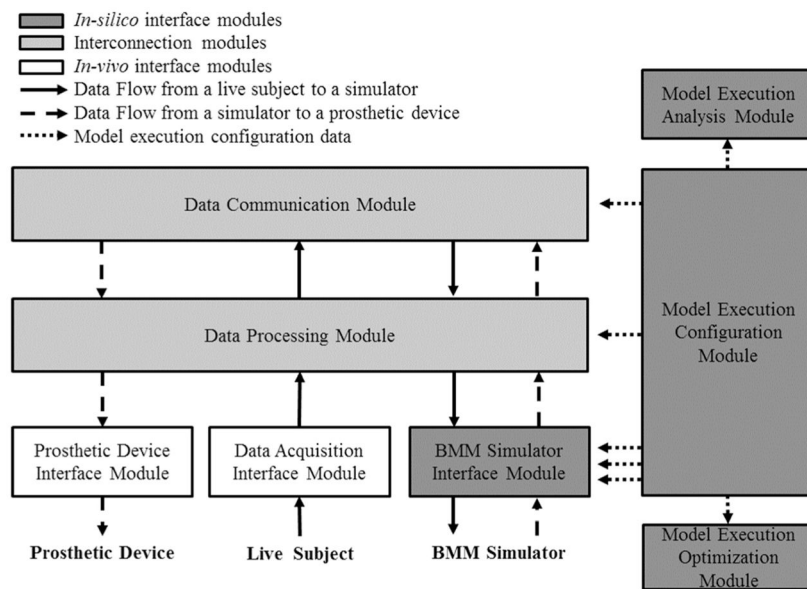 In-silico interface modules
Interconnection modules
In-vivo interface modules
Data Flow from a live subject to a simulator
Data Flow from a simulator to a prosthetic device
Model execution configuration data
Model Execution
Analysis Module
Data Communication Module
Data Processing Module
Model Execution
Configuration
Module
Prosthetic Device
Interface Module
Data Acquisition
Interface Module
BMM Simulator
Interface Module
Prosthetic Device
Live Subject
BMM Simulator
Model Execution
Optimization
Module